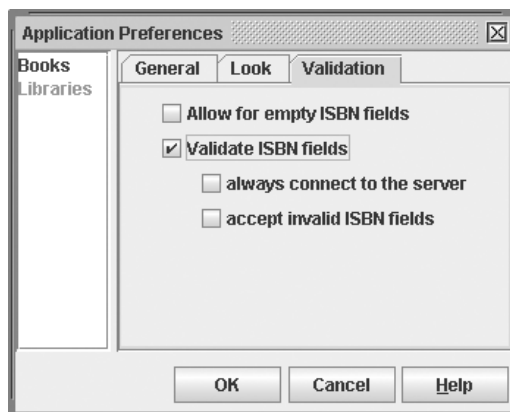 Application Preferences
Books
Libraries
General Look Validation
Allow for empty ISBN fields
Validate ISBN fields
always connect to the server
accept invalid ISBN fields
OK Cancel Help